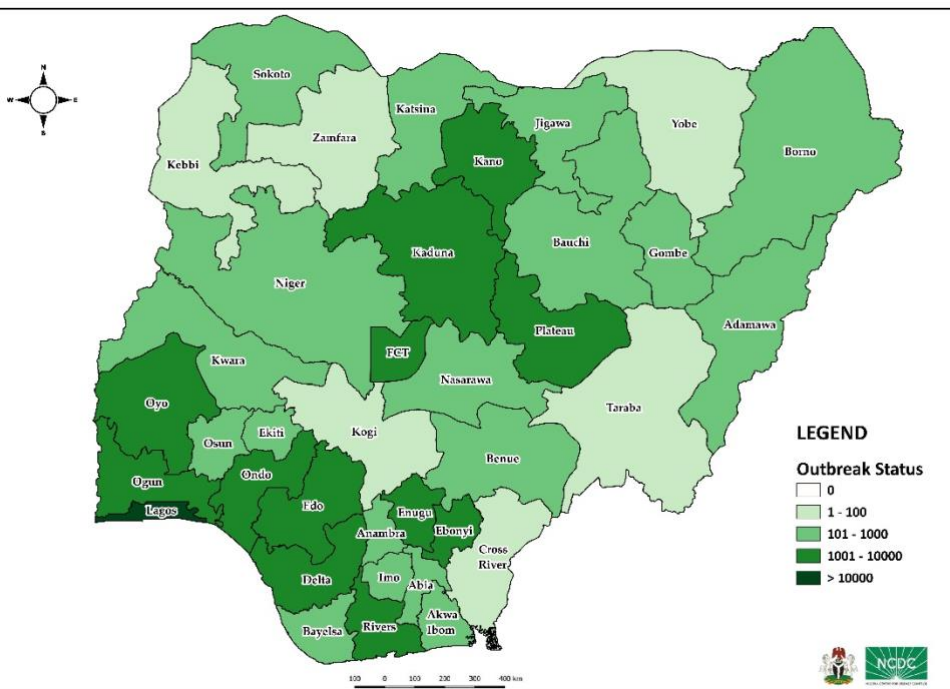 N
W E
S
Sokoto
Kebbi
Zamfara
Katsina
Kano
Jigawa
Yobe
Borno
Kaduna
Bauchi
Gombe
Niger
Adamawa
Plateau
FCT
Nasarawa
Taraba
Kwara
Oyo
Osun
Ekiti
Kogi
Benue
Ogun
Lagos
Ondo
Edo
Enugu
Ebonyi
Anambra
Cross
River
Delta
Imo
Abia
Bayelsa
Rivers
Akwa
Ibom
LEGEND
Outbreak Status
0
1 - 100
101 - 1000
1001 - 10000
> 10000
100 0 100 200 300 400 km
NCDC